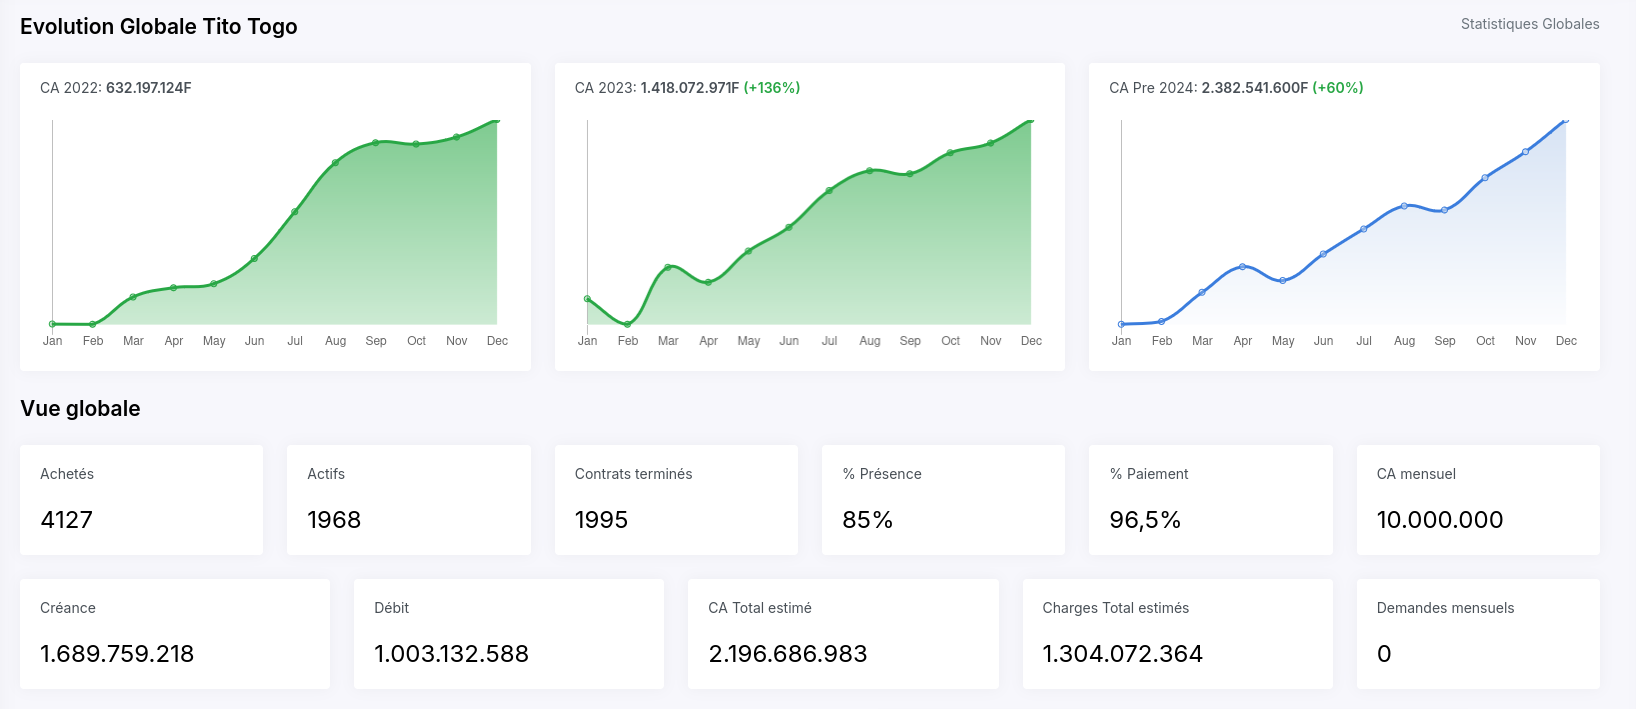 Evolution Globale Tito Togo
Statistiques Globales
CA 2022: 632.197.124F
CA 2023: 1.418.072.971F (+136%)
CA Pre 2024: 2.382.541.600F (+60%)
Jan Feb Mar Apr May Jun Jul Aug Sep Oct Nov Dec
Jan Feb Mar Apr May Jun Jul Aug Sep Oct Nov Dec
Jan Feb Mar Apr May Jun Jul Aug Sep Oct Nov Dec
Vue globale
Achetés
4127
Actifs
1968
Contrats terminés
1995
% Présence
85%
% Paiement
96,5%
CA mensuel
10.000.000
Créance
1.689.759.218
Débit
1.003.132.588
CA Total estimé
2.196.686.983
Charges Total estimés
1.304.072.364
Demandes mensuels
0